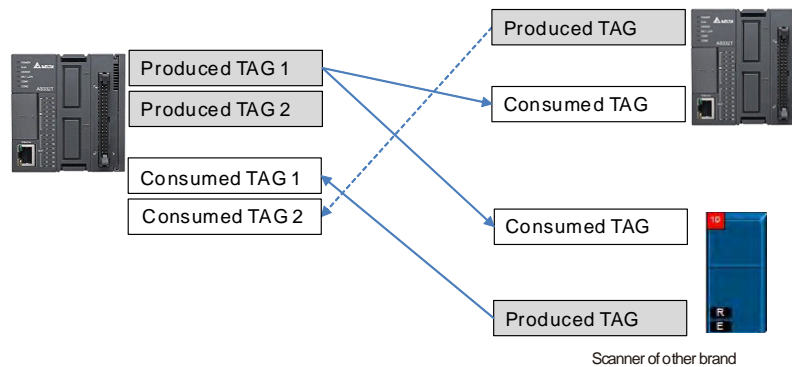 Produced TAG
Produced TAG 1
Consumed TAG
Produced TAG 2
Consumed TAG 1
Consumed TAG 2
Consumed TAG
10
Produced TAG
R
E
Scanner of other brand